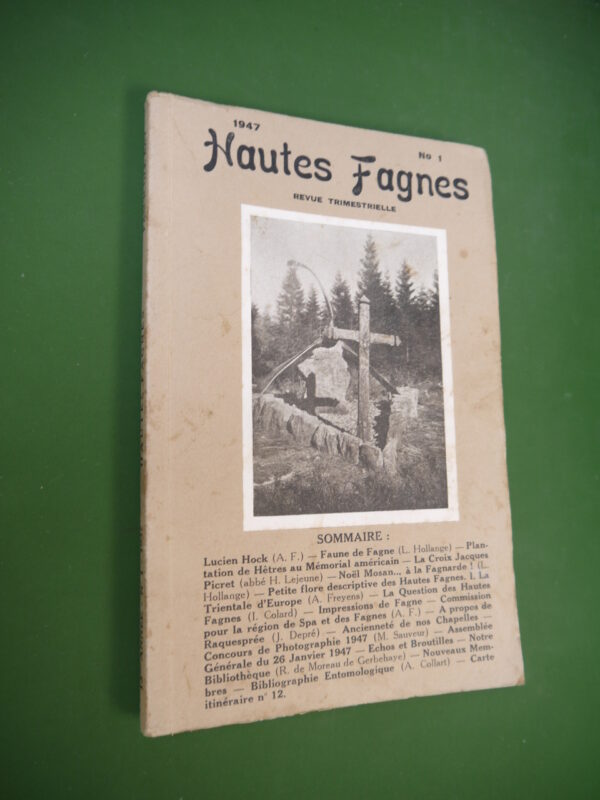 1947
No 1
Hautes Fagnes
REVUE TRIMESTRIELLE
SOMMAIRE :
Lucien Hock (A. F.) — Faune de Fagne (L. Hollange) — Plan-
tation de Hêtres au Mémorial américain — La Croix Jacques
Picret (abbé H. Lejeune) — Noël Mosan... à la Fagnarde ! (L.
Hollange) — Petite flore descriptive des Hautes Fagnes. I. La
Trientale d'Europe (A. Freyens) — La Question des Hautes
Fagnes (I. Colard) — Impressions de Fagne — Commission
pour la région de Spa et des Fagnes (A. F.) — A propos de
Raquesprée (J. Depré) — Ancienneté de nos Chapelles —
Concours de Photographie 1947 (M. Sauveur) — Assemblée
Générale du 26 Janvier 1947 — Echos et Broutilles — Notre
Bibliothèque (R. de Moreau de Gerbehaye) — Nouveaux Mem-
bres — Bibliographie Entomologique (A. Collart) — Carte
itinéraire n° 12.